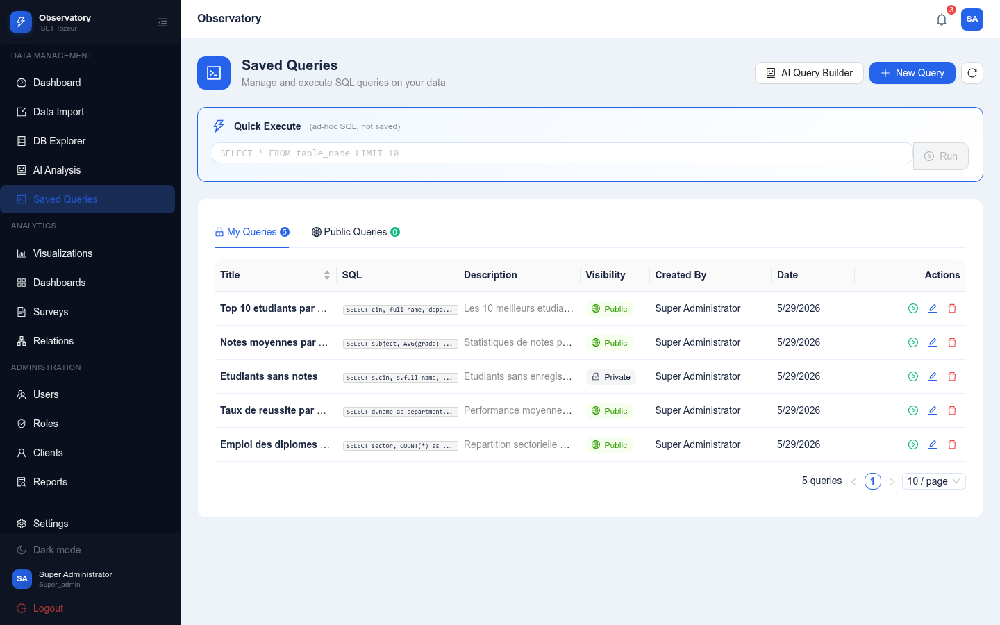 Observatory
ISET Tozeur
DATA MANAGEMENT
Dashboard
Data Import
DB Explorer
AI Analysis
Saved Queries
ANALYTICS
Visualizations
Dashboards
Surveys
Relations
ADMINISTRATION
Users
Roles
Clients
Reports
Settings
Dark mode
SA
Super Administrator
Super_admin
Logout
Observatory
3
SA
Saved Queries
Manage and execute SQL queries on your data
AI Query Builder
New Query
Quick Execute (ad-hoc SQL, not saved)
SELECT * FROM table_name LIMIT 10
Run
My Queries 5
Public Queries 0
Title SQL Description Visibility Created By Date Actions
Top 10 etudiants par ... SELECT cin, full_name, depa... Les 10 meilleurs etudia... Public Super Administrator 5/29/2026
Notes moyennes par ... SELECT subject, AVG(grade) ... Statistiques de notes p... Public Super Administrator 5/29/2026
Etudiants sans notes SELECT s.cin, s.full_name, ... Etudiants sans enregis... Private Super Administrator 5/29/2026
Taux de reussite par ... SELECT d.name as department... Performance moyenne... Public Super Administrator 5/29/2026
Emploi des diplomes ... SELECT sector, COUNT(*) as ... Repartition sectorielle ... Public Super Administrator 5/29/2026
5 queries 1 10 / page